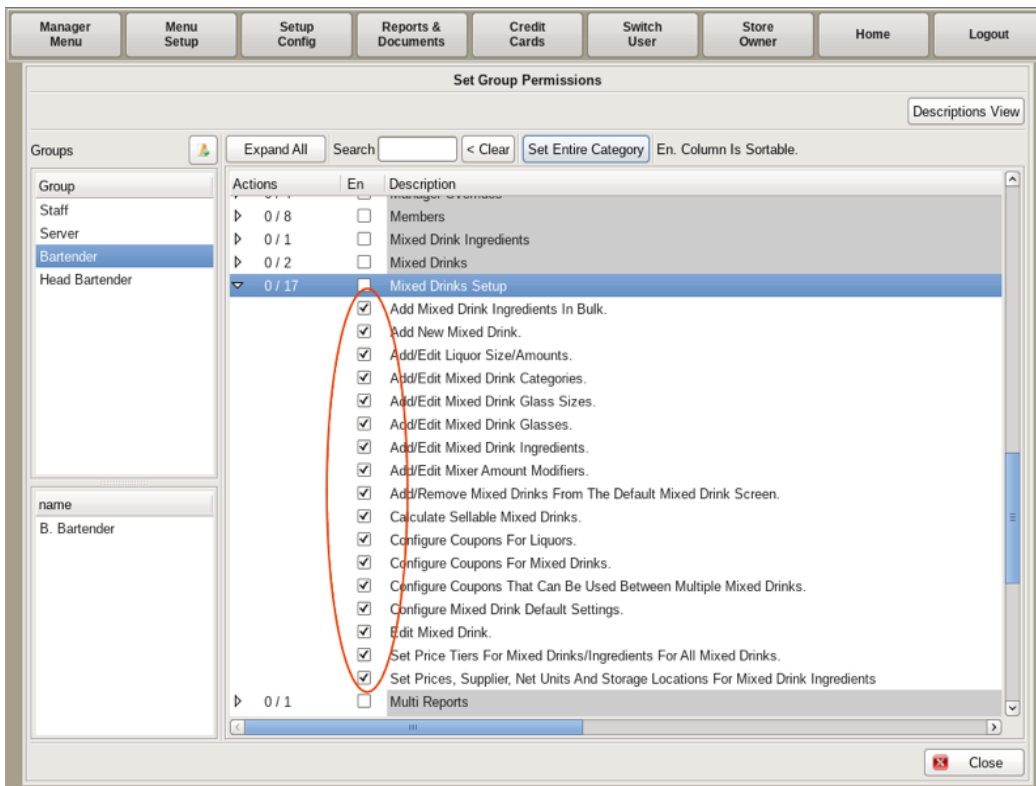 Manager Menu
Menu Setup
Setup Config
Reports & Documents
Credit Cards
Switch User
Store Owner
Home
Logout
Set Group Permissions
Descriptions View
Groups
Expand All
Search
< Clear
Set Entire Category
En. Column Is Sortable.
Group
Staff
Server
Bartender
Head Bartender
name
B. Bartender
Actions En Description
0 / 8 Members
0 / 1 Mixed Drink Ingredients
0 / 2 Mixed Drinks
0 / 17 Mixed Drinks Setup
Add Mixed Drink Ingredients In Bulk.
Add New Mixed Drink.
Add/Edit Liquor Size/Amounts.
Add/Edit Mixed Drink Categories.
Add/Edit Mixed Drink Glass Sizes.
Add/Edit Mixed Drink Glasses.
Add/Edit Mixed Drink Ingredients.
Add/Edit Mixer Amount Modifiers.
Add/Remove Mixed Drinks From The Default Mixed Drink Screen.
Calculate Sellable Mixed Drinks.
Configure Coupons For Liquors.
Configure Coupons For Mixed Drinks.
Configure Coupons That Can Be Used Between Multiple Mixed Drinks.
Configure Mixed Drink Default Settings.
Edit Mixed Drink.
Set Price Tiers For Mixed Drinks/Ingredients For All Mixed Drinks.
Set Prices, Supplier, Net Units And Storage Locations For Mixed Drink Ingredients
0 / 1 Multi Reports
Close